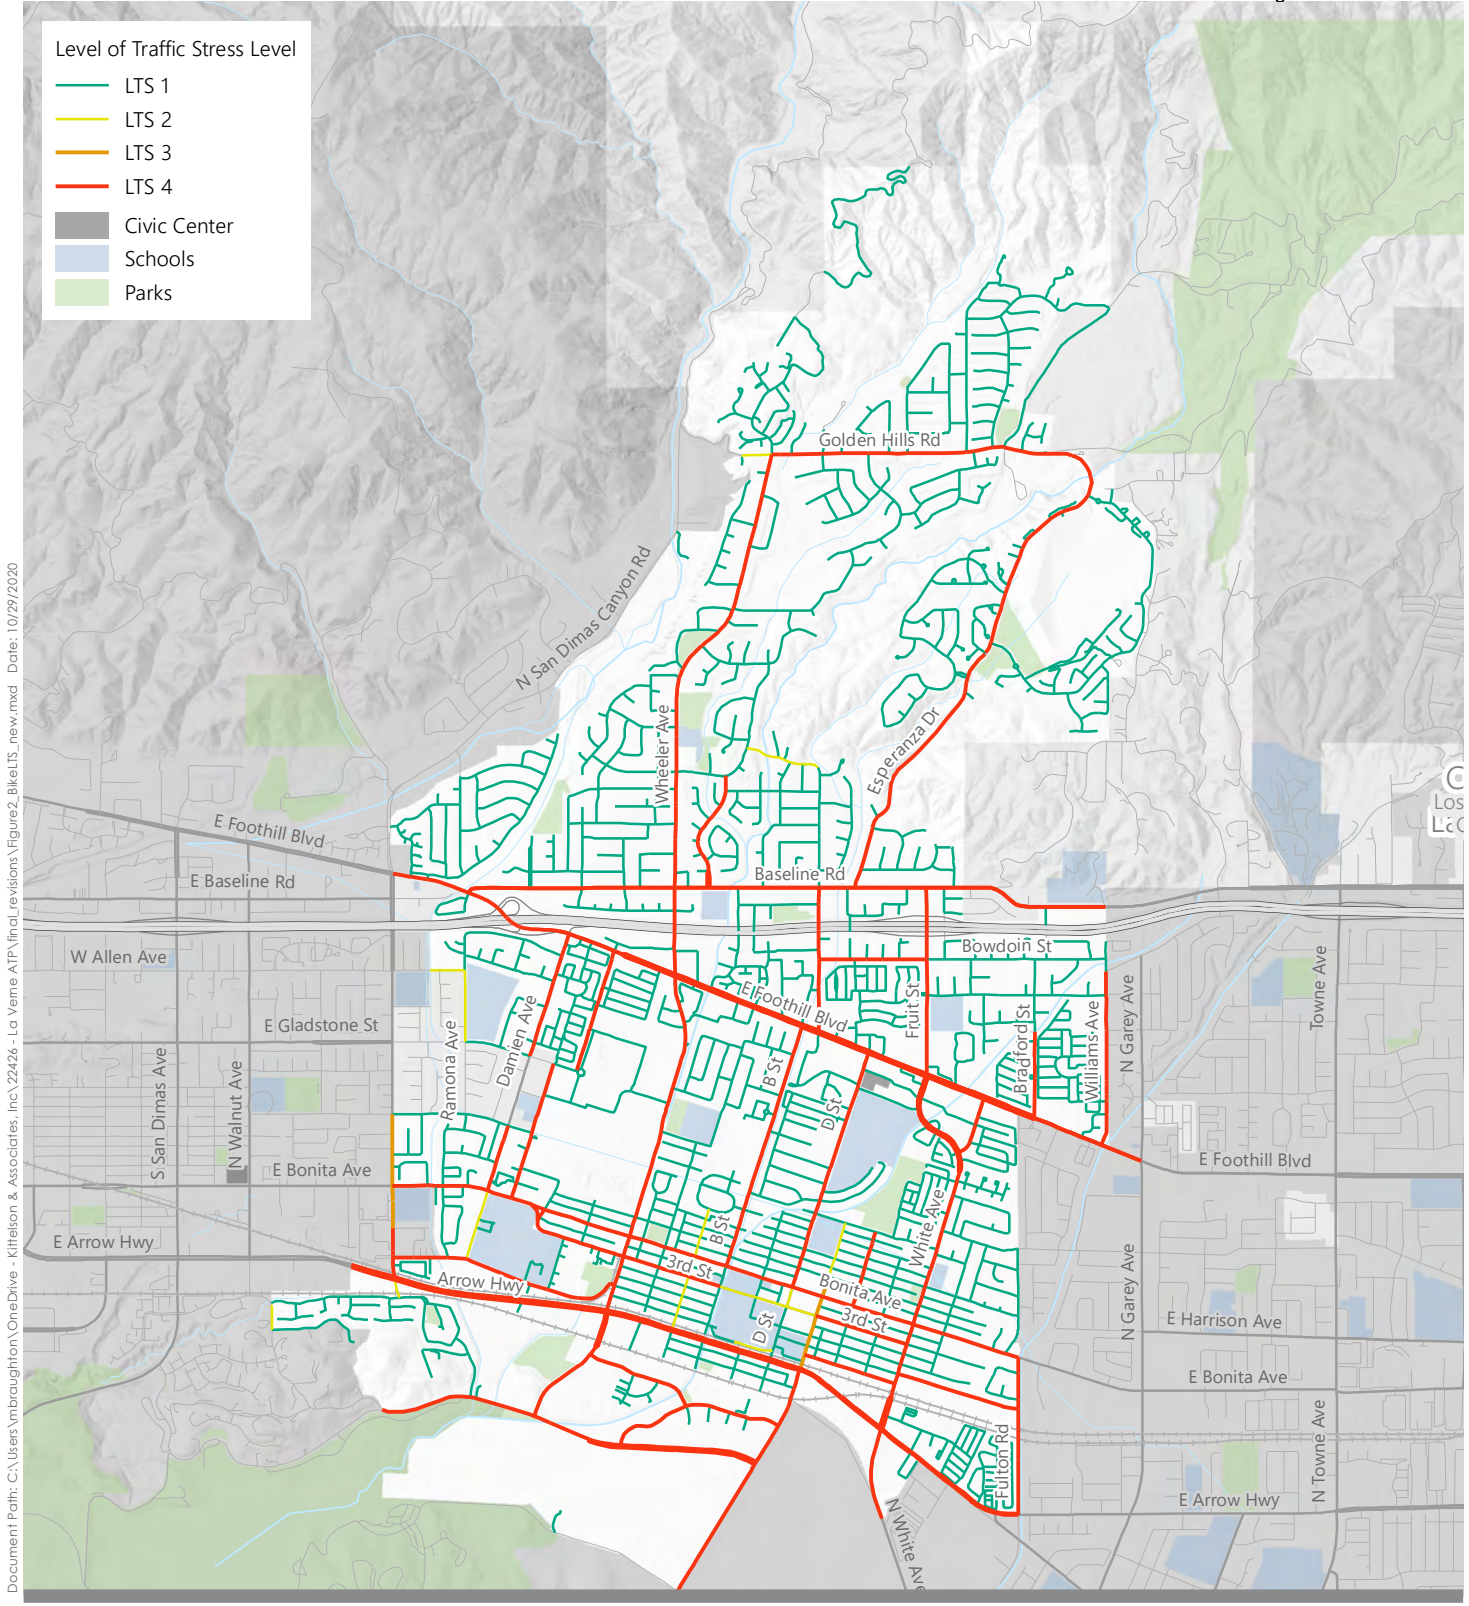 Level of Traffic Stress Level
LTS 1
LTS 2
LTS 3
LTS 4
Civic Center
Schools
Parks
Golden Hills Rd
N San Dimas Canyon Rd
Wheeler Ave
Esperanza Dr
E Foothill Blvd
E Baseline Rd
Baseline Rd
Los
W Allen Ave
Bowdoin St
E Foothill Blvd
Fruit St
Towne Ave
E Gladstone St
Ramona Ave
Damien Ave
B St
D St
Bradford St
Williams Ave
N Garey Ave
S San Dimas Ave
N Walnut Ave
E Bonita Ave
E Foothill Blvd
E Arrow Hwy
B St
White Ave
3rd St
Arrow Hwy
Bonita Ave
3rd St
D St
N Garey Ave
E Harrison Ave
E Bonita Ave
Fulton Rd
N Towne Ave
E Arrow Hwy
N White Ave
Document Path: C:\Users\mbraughton\OneDrive - Kittelson & Associates, Inc\22426 - La Verne ATP\final_revisions\Figure2_BikeLTS_new.mxd Date: 10/29/2020